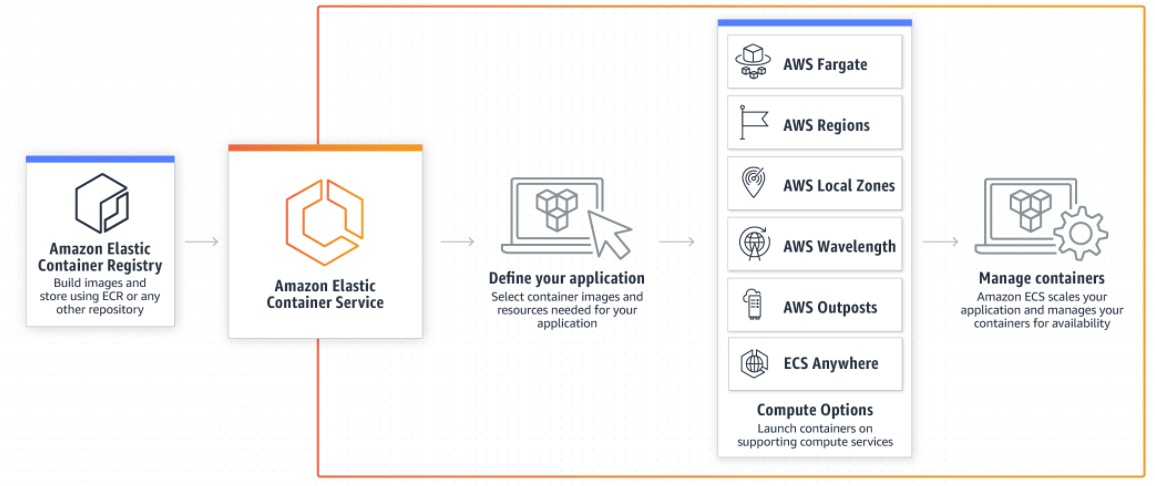 Amazon Elastic
Container Registry
Build images and
store using ECR or any
other repository
Amazon Elastic
Container Service
Define your application
Select container images and
resources needed for your
application
AWS Fargate
AWS Regions
AWS Local Zones
AWS Wavelength
AWS Outposts
ECS Anywhere
Compute Options
Launch containers on
supporting compute services
Manage containers
Amazon ECS scales your
application and manages your
containers for availability